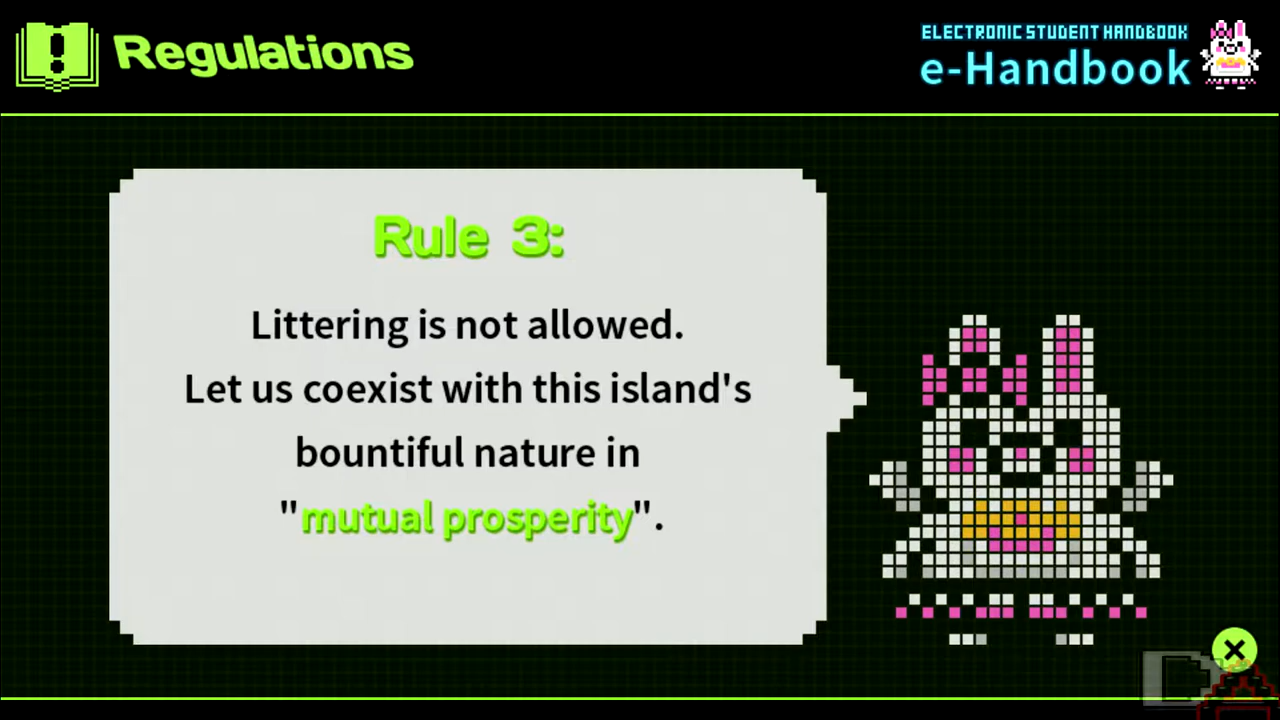 Regulations
ELECTRONIC STUDENT HANDBOOK
e-Handbook
Rule 3:
Littering is not allowed.
Let us coexist with this island's
bountiful nature in
"mutual prosperity".